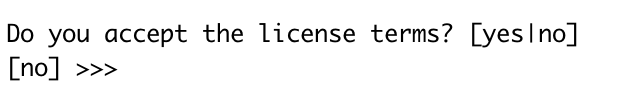 Do you accept the license terms? [yes|no]
[no] >>>